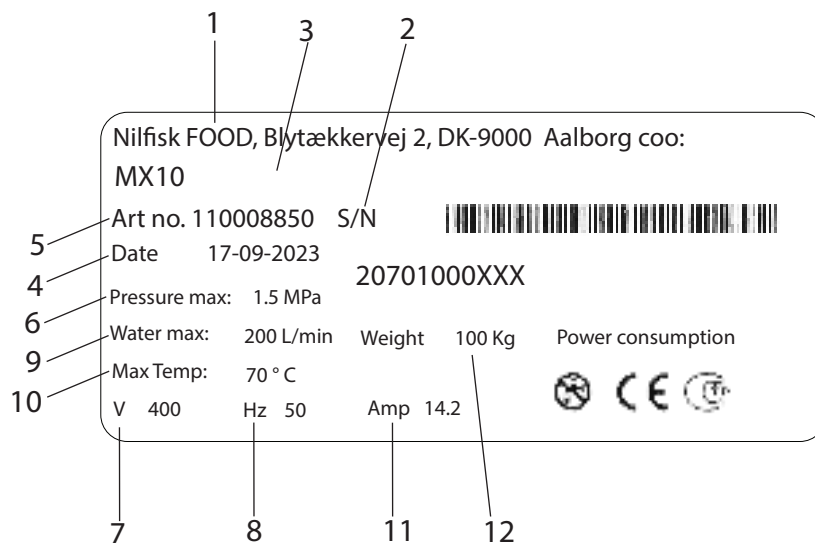 1 3 2
Nilfisk FOOD, Blytækkervej 2, DK-9000 Aalborg coo:
MX10
5 Art no. 110008850 S/N
4 Date 17-09-2023
20701000XXX
6 Pressure max: 1.5 MPa
9 Water max: 200 L/min Weight 100 Kg Power consumption
10 Max Temp: 70 ° C
V 400 Hz 50 Amp 14.2 CE
7 8 11 12